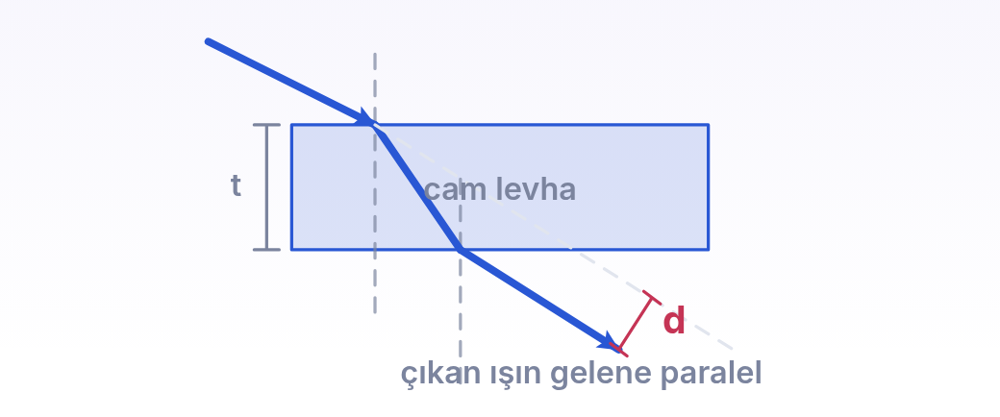 t
cam levha
d
çıkan ışın gelene paralel